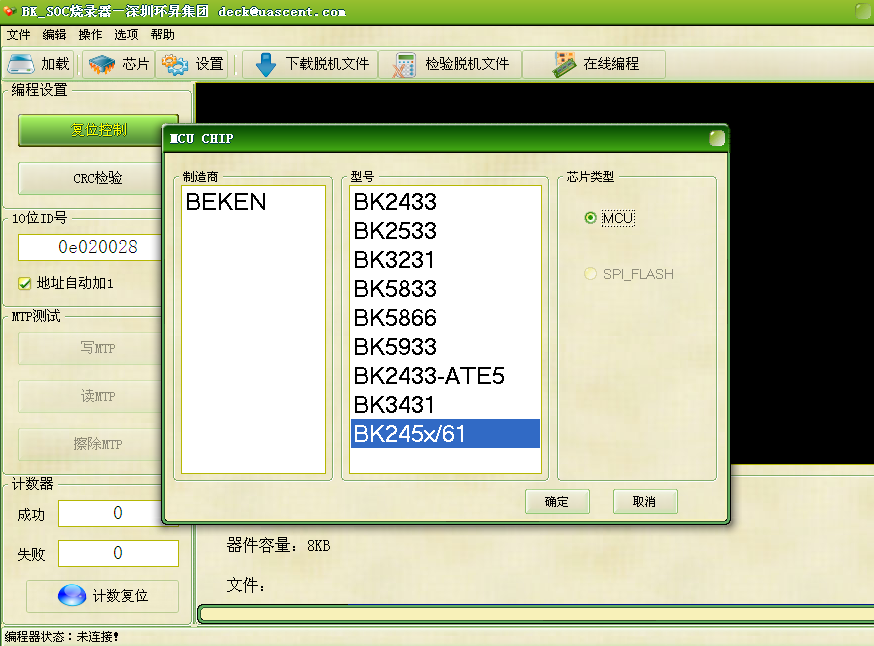 BK_SOC烧录器—深圳环昇集团 deck@uascent.com
文件 编辑 操作 选项 帮助
加载 芯片 设置 下载脱机文件 检验脱机文件 在线编程
编程设置
复位控制
CRC检验
10位ID号
0e020028
地址自动加1
MTP测试
写MTP
读MTP
擦除MTP
计数器
成功 0
失败 0
计数复位
MCU CHIP
制造商
BEKEN
型号
BK2433
BK2533
BK3231
BK5833
BK5866
BK5933
BK2433-ATE5
BK3431
BK245x/61
芯片类型
MCU
SPI_FLASH
确定 取消
器件容量: 8KB
文件:
编程器状态:未连接!